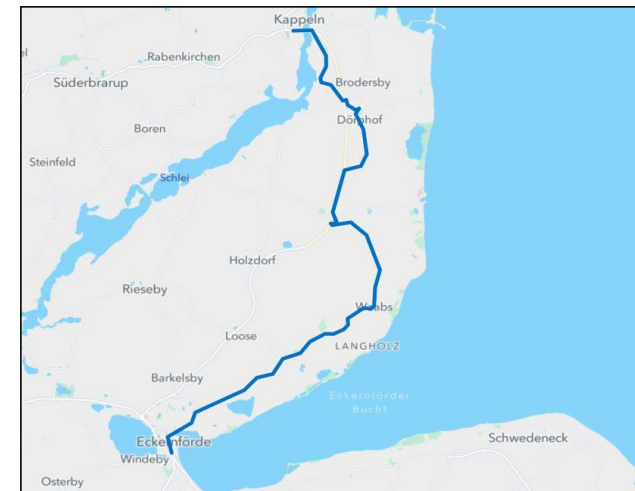 Kappeln
Rabenkirchen
Süderbrarup
Brodersby
Dörphof
Boren
Steinfeld
Schlei
Holzdorf
Rieseby
Waabs
Loose
LANGHOLZ
Barkelsby
Eckernförder
Bucht
Eckernförde
Schwedeneck
Windeby
Osterby